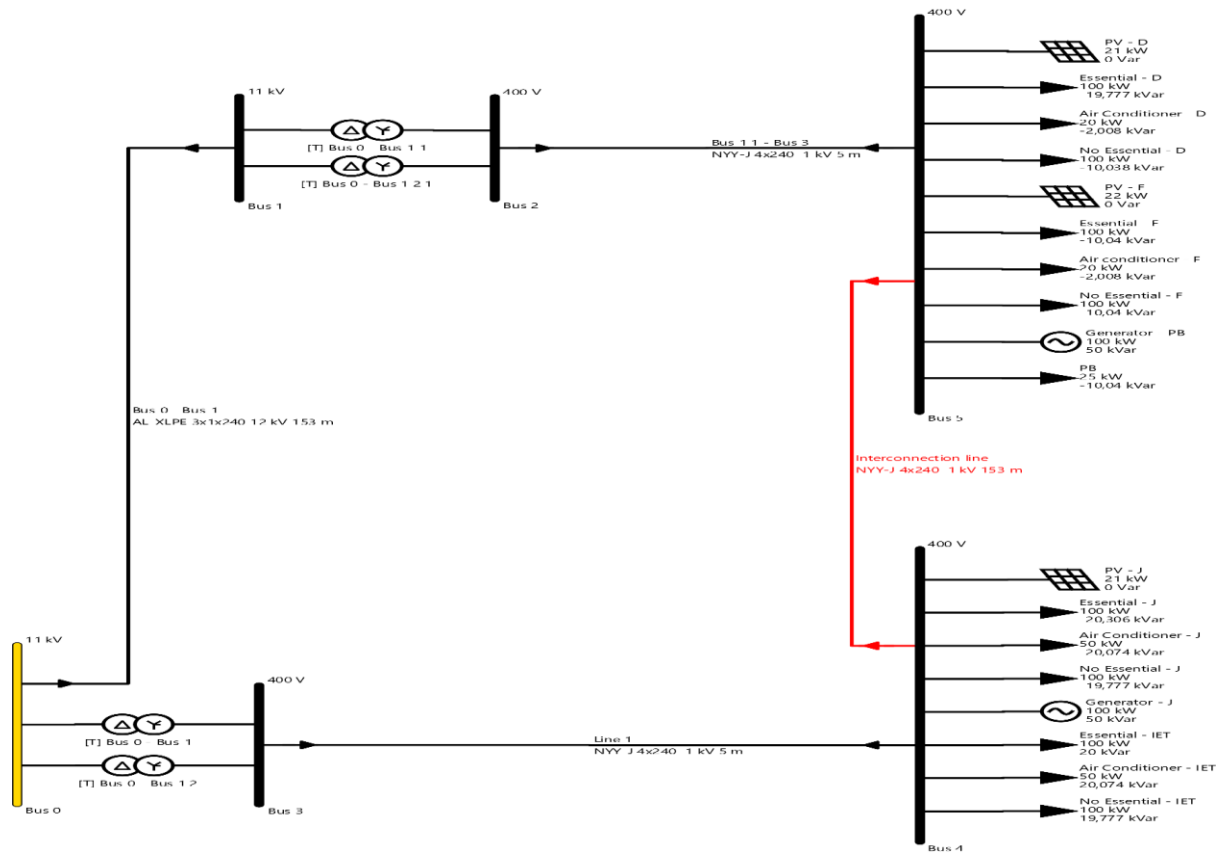 400 V
PV - D
21 kW
0 Var
Essential - D
100 kW
19,777 kVar
Air Conditioner D
20 kW
-2,008 kVar
No Essential - D
100 kW
-10,038 kVar
PV - F
22 kW
0 Var
Essential F
100 kW
-10,04 kVar
Air conditioner F
20 kW
-2,008 kVar
No Essential - F
100 kW
10,04 kVar
Generator PB
100 kW
50 kVar
PB
25 kW
-10,04 kVar
Bus 5
11 kV
[T] Bus 0 Bus 1 1
[T] Bus 0 - Bus 1 2 1
Bus 1
400 V
Bus 2
Bus 1 1 - Bus 3
NYY-J 4x240 1 kV 5 m
Bus 0 Bus 1
AL XLPE 3x1x240 12 kV 153 m
Interconnection line
NYY-J 4x240 1 kV 153 m
400 V
PV - J
21 kW
0 Var
Essential - J
100 kW
20,306 kVar
Air Conditioner - J
50 kW
20,074 kVar
No Essential - J
100 kW
19,777 kVar
Generator - J
100 kW
50 kVar
Essential - IET
100 kW
20 kVar
Air Conditioner - IET
50 kW
20,074 kVar
No Essential - IET
100 kW
19,777 kVar
Bus 4
11 kV
[T] Bus 0 - Bus 1
[T] Bus 0 Bus 1 2
Bus 0
400 V
Bus 3
Line 1
NYY J 4x240 1 kV 5 m